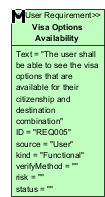 User Requirement>>
Visa Options
Availability
Text = "The user shall
be able to see the visa
options that are
available for their
citizenship and
destination
combination"
ID = "REQ005"
source = "User"
kind = "Functional"
verifyMethod = ""
risk = ""
status = ""